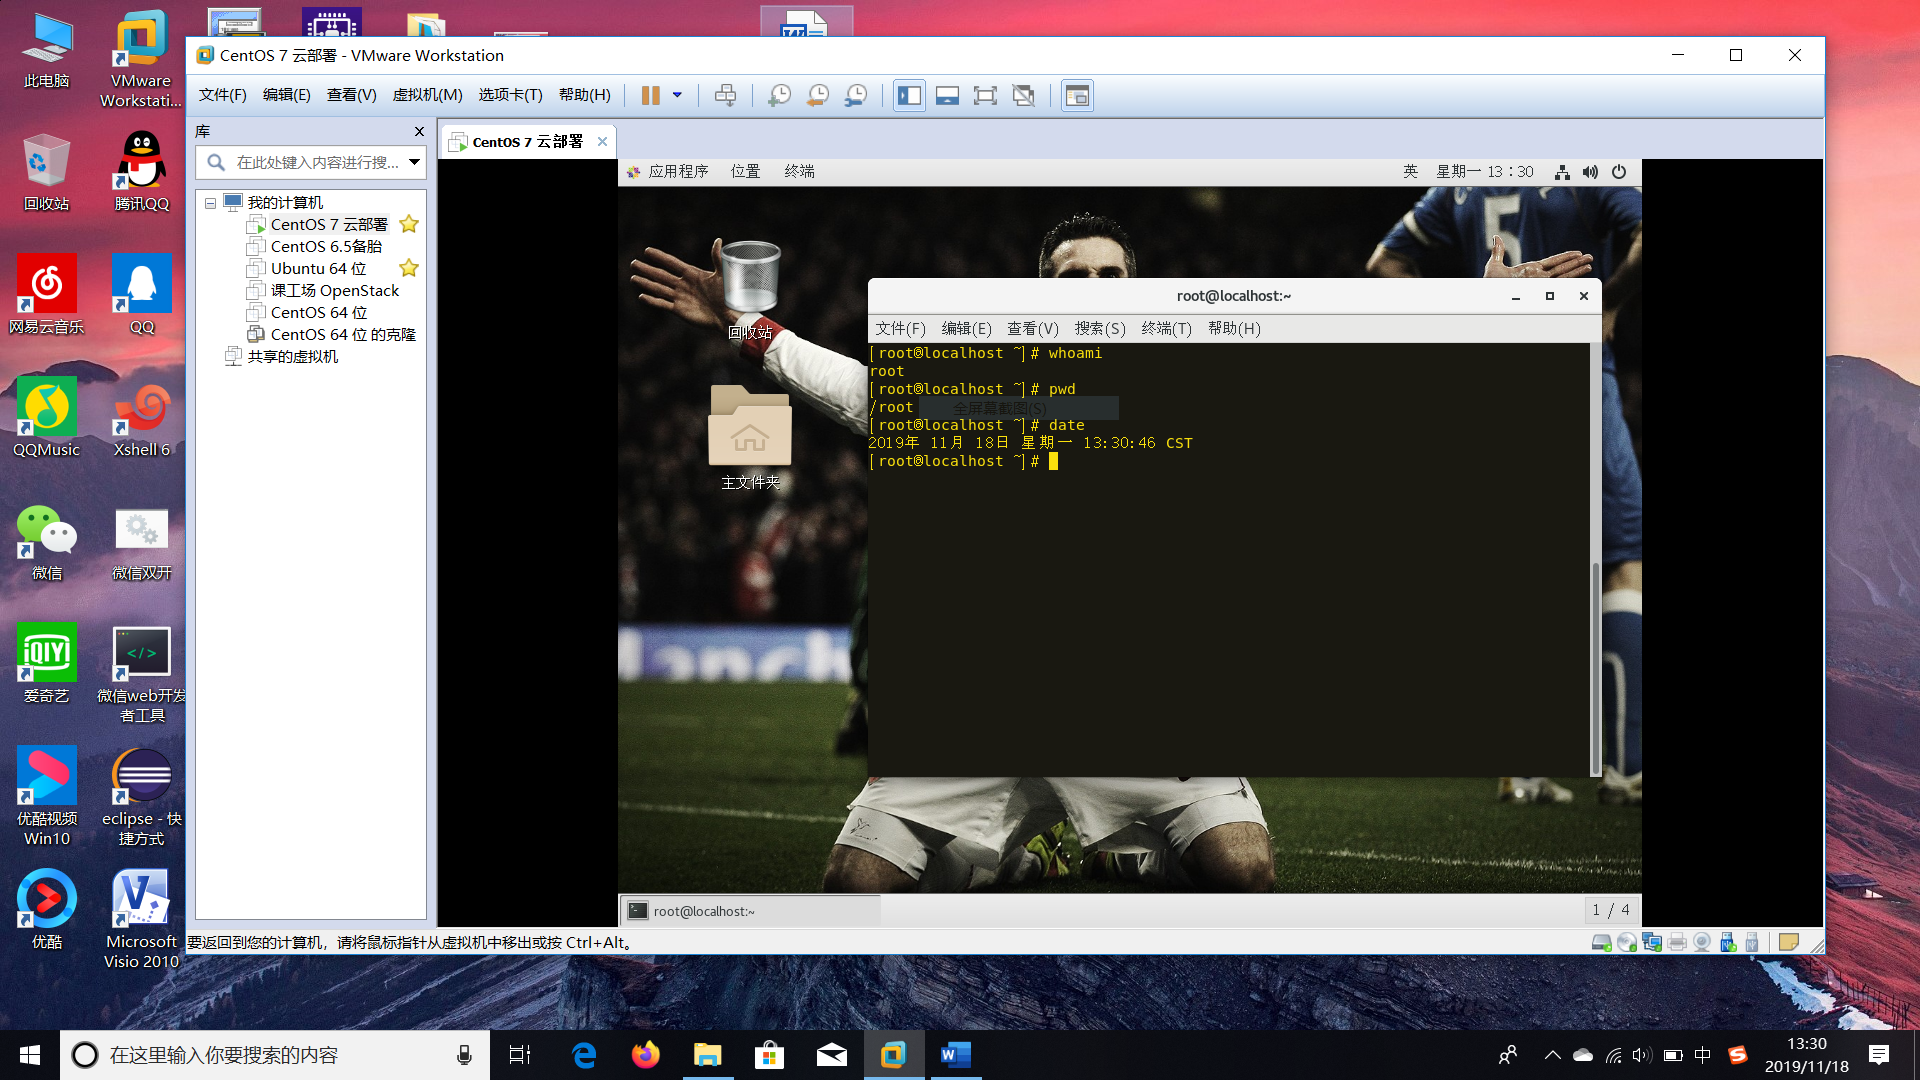 此电脑
VMware
Workstati...
回收站
腾讯QQ
网易云音乐
QQ
QQMusic
Xshell 6
微信
微信双开
iQIYI
爱奇艺
微信web开发
者工具
优酷视频
Win10
eclipse - 快
捷方式
优酷
Microsoft
Visio 2010
CentOS 7 云部署 - VMware Workstation
文件(F) 编辑(E) 查看(V) 虚拟机(M) 选项卡(T) 帮助(H)
库
在此处键入内容进行搜...
我的计算机
CentOS 7 云部署
CentOS 6.5备胎
Ubuntu 64 位
课工场 OpenStack
CentOS 64 位
CentOS 64 位 的克隆
共享的虚拟机
CentOS 7 云部署
应用程序 位置 终端
英 星期一 13:30
5
回收站
主文件夹
root@localhost:~
文件(F) 编辑(E) 查看(V) 搜索(S) 终端(T) 帮助(H)
[root@localhost ~]# whoami
root
[root@localhost ~]# pwd
/root
全屏幕截图(S)
[root@localhost ~]# date
2019年 11月 18日 星期一 13:30:46 CST
[root@localhost ~]#
root@localhost:~
1 / 4
要返回到您的计算机，请将鼠标指针从虚拟机中移出或按 Ctrl+Alt。
在这里输入你要搜索的内容
中
13:30
2019/11/18